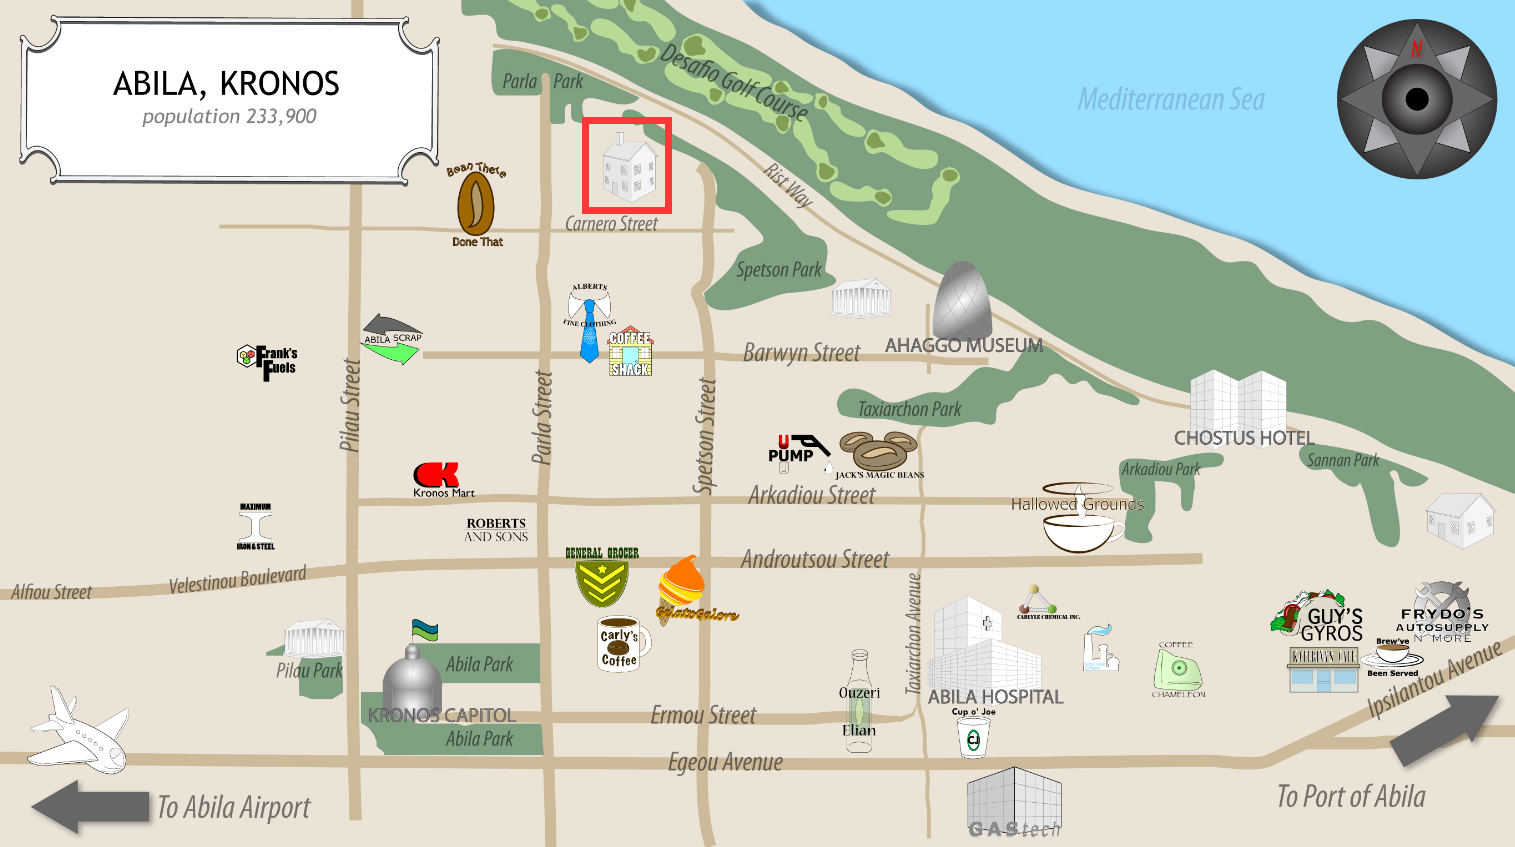 ABILA, KRONOS
population 233,900
N
Mediterranean Sea
Desafio Golf Course
Parla Park
Rist Way
Bean There
Done That
Carnero Street
Spetson Park
ALBERTS
FINE CLOTHING
ABILA SCRAP
COFFEE
SHACK
Barwyn Street
AHAGGO MUSEUM
Frank's
Fuels
Pilau Street
Parla Street
Spetson Street
Taxiarchon Park
CHOSTUS HOTEL
U
PUMP
JACK'S MAGIC BEANS
Arkadiou Park
Sannan Park
Kronos Mart
Arkadiou Street
Hallowed Grounds
MAXIMUM
IRON & STEEL
ROBERTS
AND SONS
GENERAL GROCER
Androutsou Street
Alfiou Street
Velestinou Boulevard
GelatoGalore
Carly's
Coffee
Taxiarchon Avenue
CARLYLE CHEMICAL INC.
GUY'S
GYROS
FRYDO'S
AUTOSUPPLY
N' MORE
Brew've
Been Served
COFFEE
CHAMELEON
Pilau Park
Abila Park
KRONOS CAPITOL
Ermou Street
Ouzeri
Elian
ABILA HOSPITAL
Cup o' Joe
CJ
Ipsilantou Avenue
Abila Park
Egeou Avenue
To Abila Airport
GAStech
To Port of Abila